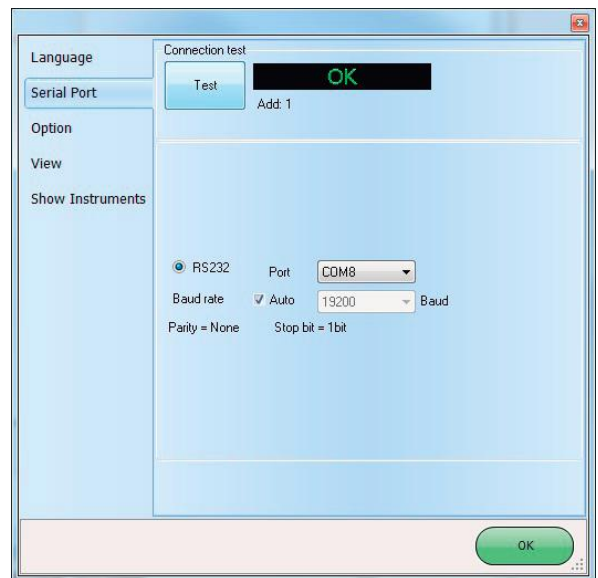 Language
Serial Port
Option
View
Show Instruments
Connection test
Test
OK
Add: 1
RS232
Port
COM8
Baud rate
Auto
19200
Baud
Parity = None
Stop bit = 1bit
OK